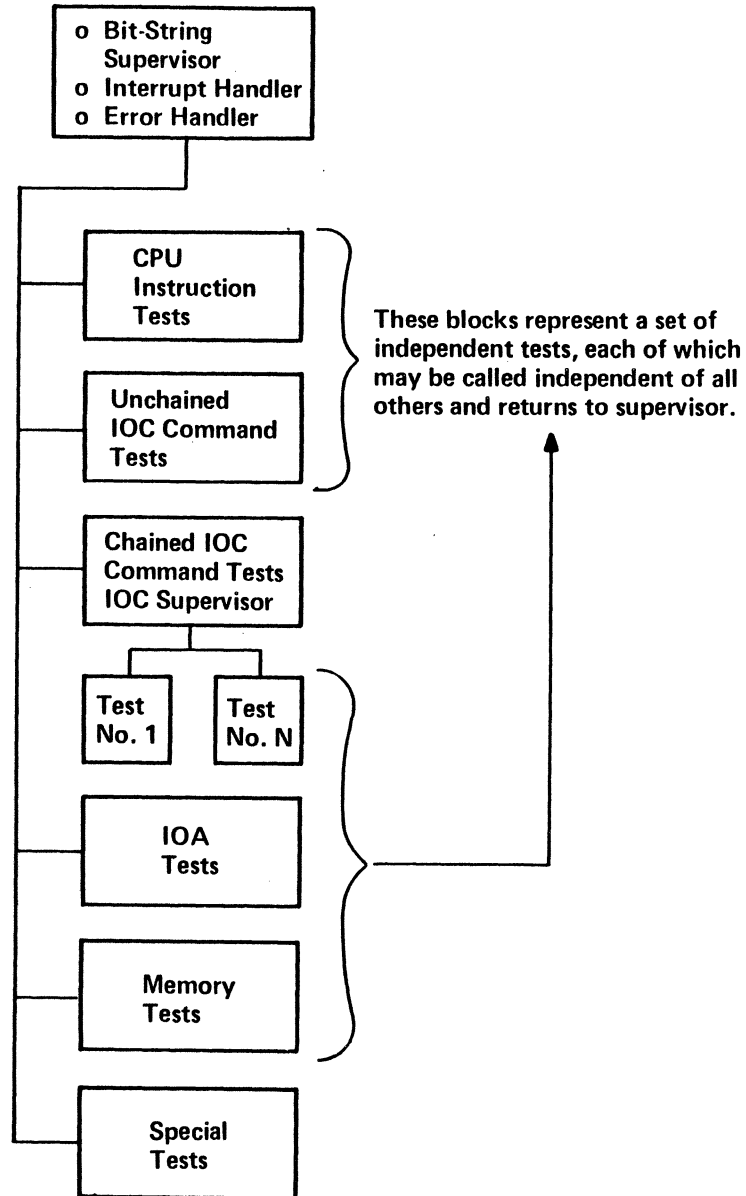 o Bit-String
Supervisor
o Interrupt Handler
o Error Handler
CPU
Instruction
Tests
These blocks represent a set of
independent tests, each of which
may be called independent of all
others and returns to supervisor.
Unchained
IOC Command
Tests
Chained IOC
Command Tests
IOC Supervisor
Test
No. 1
Test
No. N
IOA
Tests
Memory
Tests
Special
Tests